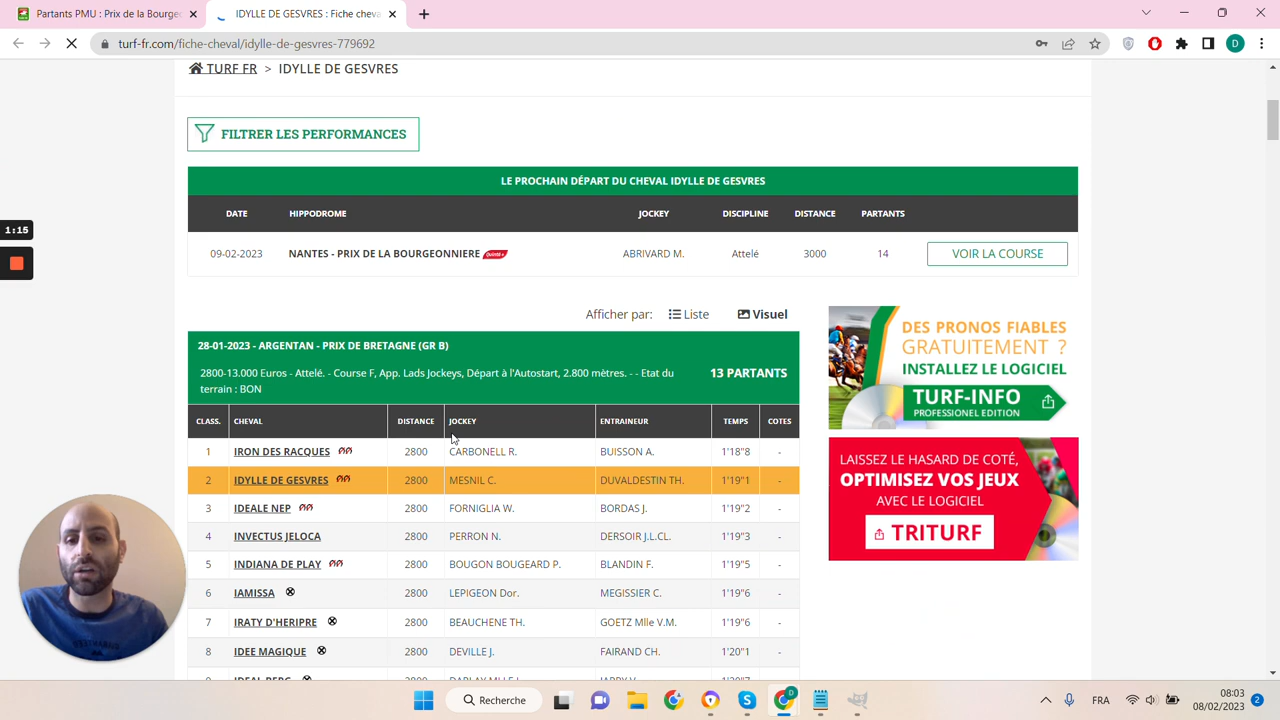 Partants PMU : Prix de la Bourge
IDYLLE DE GESVRES : Fiche cheva
turf-fr.com/fiche-cheval/idylle-de-gesvres-779692
D
TURF FR > IDYLLE DE GESVRES
FILTRER LES PERFORMANCES
LE PROCHAIN DÉPART DU CHEVAL IDYLLE DE GESVRES
DATE HIPPODROME JOCKEY DISCIPLINE DISTANCE PARTANTS
1:15
09-02-2023 NANTES - PRIX DE LA BOURGEONNIERE Quinté+ ABRIVARD M. Attelé 3000 14 VOIR LA COURSE
Afficher par: Liste Visuel
28-01-2023 - ARGENTAN - PRIX DE BRETAGNE (GR B)
2800-13.000 Euros - Attelé. - Course F, App. Lads Jockeys, Départ à l'Autostart, 2.800 mètres. - - Etat du
terrain : BON
13 PARTANTS
CLASS. CHEVAL DISTANCE JOCKEY ENTRAINEUR TEMPS COTES
1 IRON DES RACQUES 2800 CARBONELL R. BUISSON A. 1'18"8 -
2 IDYLLE DE GESVRES 2800 MESNIL C. DUVALDESTIN TH. 1'19"1 -
3 IDEALE NEP 2800 FORNIGLIA W. BORDAS J. 1'19"2 -
4 INVECTUS JELOCA 2800 PERRON N. DERSOIR J.L.CL. 1'19"3 -
5 INDIANA DE PLAY 2800 BOUGON BOUGEARD P. BLANDIN F. 1'19"5 -
6 IAMISSA 2800 LEPIGEON Dor. MEGISSIER C. 1'19"6 -
7 IRATY D'HERIPRE 2800 BEAUCHENE TH. GOETZ Mlle V.M. 1'19"6 -
8 IDEE MAGIQUE 2800 DEVILLE J. FAIRAND CH. 1'20"1 -
DES PRONOS FIABLES
GRATUITEMENT ?
INSTALLEZ LE LOGICIEL
TURF-INFO
PROFESSIONEL EDITION
LAISSEZ LE HASARD DE COTÉ,
OPTIMISEZ VOS JEUX
AVEC LE LOGICIEL
TRITURF
Recherche
D
FRA
08:03
08/02/2023
2